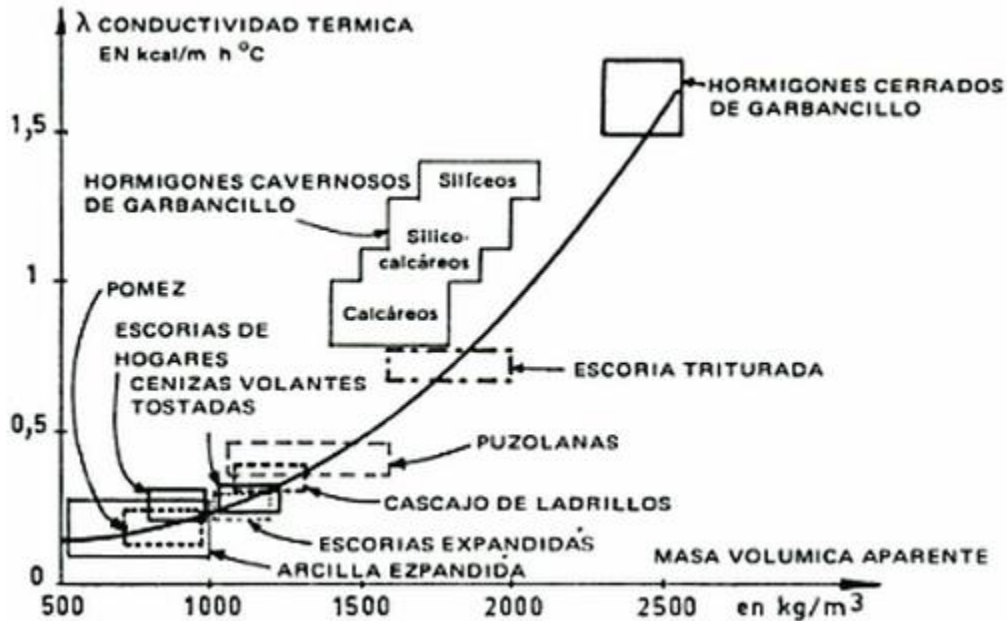 λ CONDUCTIVIDAD TERMICA
EN kcal/m h °C
1,5
1
0,5
0
HORMIGONES CERRADOS
DE GARBANCILLO
HORMIGONES CAVERNOSOS
DE GARBANCILLO
Silíceos
Silico-
calcáreos
Calcáreos
POMEZ
ESCORIAS DE
HOGARES
CENIZAS VOLANTES
TOSTADAS
ESCORIA TRITURADA
PUZOLANAS
CASCAJO DE LADRILLOS
ESCORIAS EXPANDIDÁS
ARCILLA EZPANDIDA
MASA VOLUMICA APARENTE
500 1000 1500 2000 2500 en kg/m3